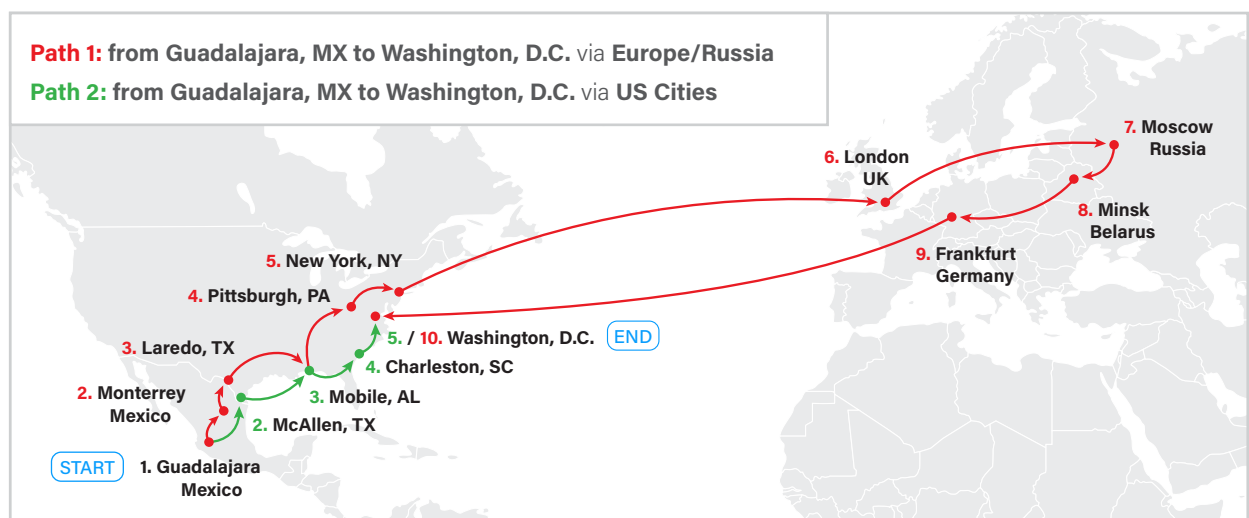 Path 1: from Guadalajara, MX to Washington, D.C. via Europe/Russia
Path 2: from Guadalajara, MX to Washington, D.C. via US Cities
7. Moscow
Russia
6. London
UK
8. Minsk
Belarus
9. Frankfurt
Germany
5. New York, NY
4. Pittsburgh, PA
5. / 10. Washington, D.C. END
3. Laredo, TX
4. Charleston, SC
2. Monterrey
Mexico
3. Mobile, AL
2. McAllen, TX
START 1. Guadalajara
Mexico